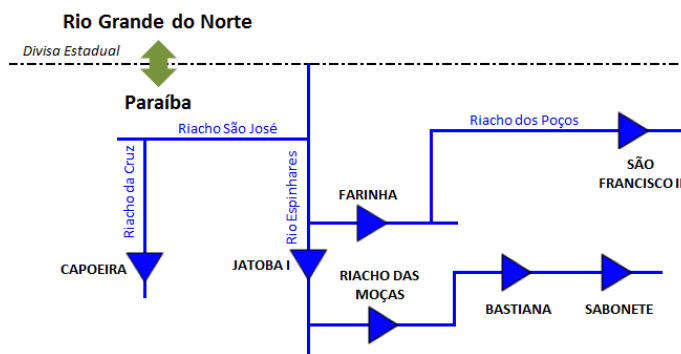 Rio Grande do Norte
Divisa Estadual
Paraíba
Riacho São José
Riacho dos Poços
Riacho da Cruz
Rio Espinhares
SÃO
FRANCISCO II
FARINHA
CAPOEIRA
JATOBA I
RIACHO DAS
MOÇAS
BASTIANA
SABONETE